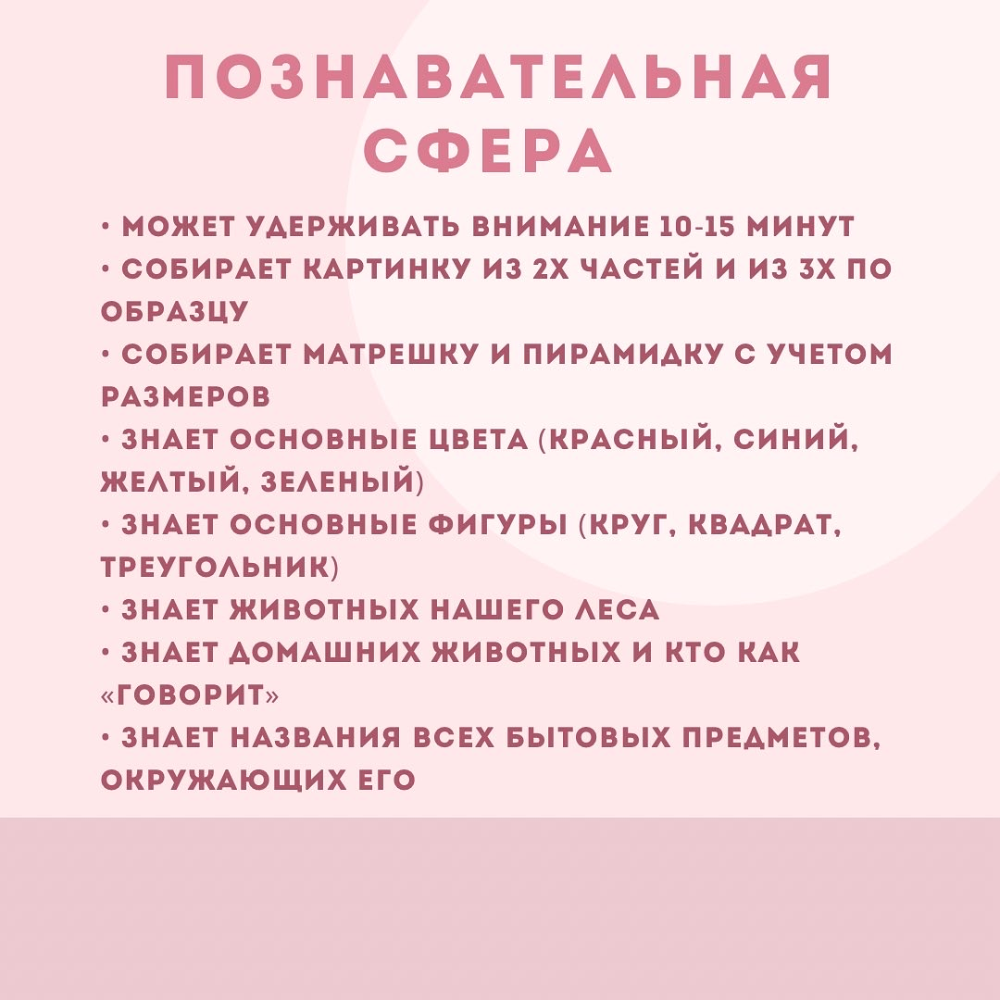 ПОЗНАВАТЕЛЬНАЯ
СФЕРА
• МОЖЕТ УДЕРЖИВАТЬ ВНИМАНИЕ 10-15 МИНУТ
• СОБИРАЕТ КАРТИНКУ ИЗ 2Х ЧАСТЕЙ И ИЗ 3Х ПО
ОБРАЗЦУ
• СОБИРАЕТ МАТРЕШКУ И ПИРАМИДКУ С УЧЕТОМ
РАЗМЕРОВ
• ЗНАЕТ ОСНОВНЫЕ ЦВЕТА (КРАСНЫЙ, СИНИЙ,
ЖЕЛТЫЙ, ЗЕЛЕНЫЙ)
• ЗНАЕТ ОСНОВНЫЕ ФИГУРЫ (КРУГ, КВАДРАТ,
ТРЕУГОЛЬНИК)
• ЗНАЕТ ЖИВОТНЫХ НАШЕГО ЛЕСА
• ЗНАЕТ ДОМАШНИХ ЖИВОТНЫХ И КТО КАК
«ГОВОРИТ»
• ЗНАЕТ НАЗВАНИЯ ВСЕХ БЫТОВЫХ ПРЕДМЕТОВ,
ОКРУЖАЮЩИХ ЕГО